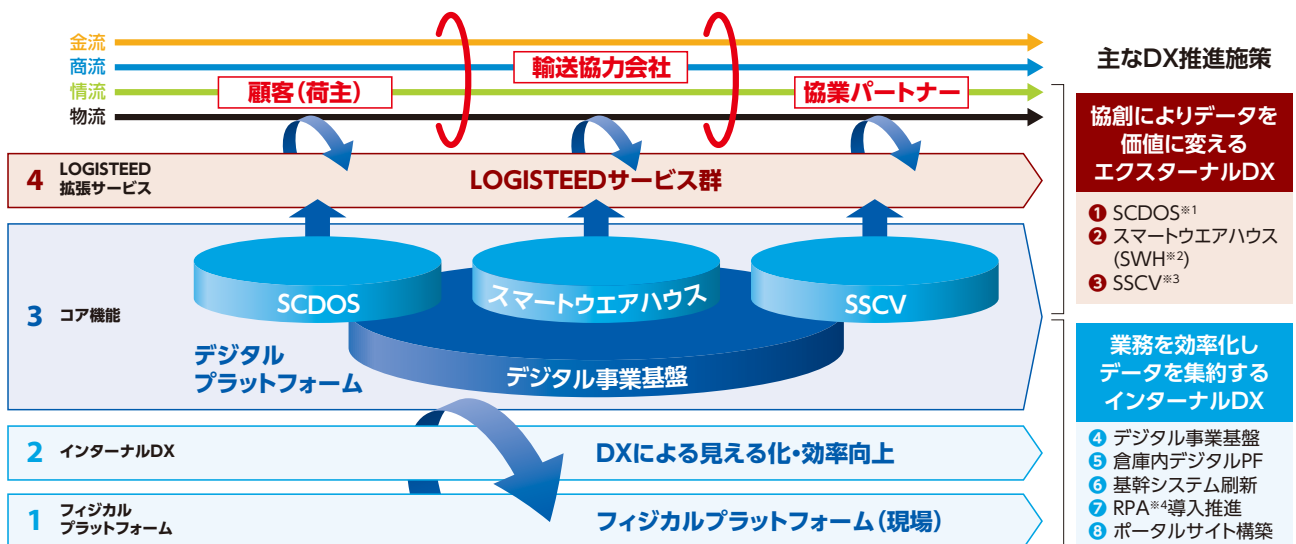 金流
商流
情流
物流
顧客(荷主)
輸送協力会社
協業パートナー
4 LOGISTEED
拡張サービス
LOGISTEEDサービス群
3 コア機能
SCDOS
スマートウエアハウス
SSCV
デジタル
プラットフォーム
デジタル事業基盤
2 インターナルDX
DXによる見える化・効率向上
1 フィジカル
プラットフォーム
フィジカルプラットフォーム(現場)
主なDX推進施策
協創によりデータを
価値に変える
エクスターナルDX
❶ SCDOS※1
❷ スマートウエアハウス
(SWH※2)
❸ SSCV※3
業務を効率化し
データを集約する
インターナルDX
❹ デジタル事業基盤
❺ 倉庫内デジタルPF
❻ 基幹システム刷新
❼ RPA※4導入推進
❽ ポータルサイト構築